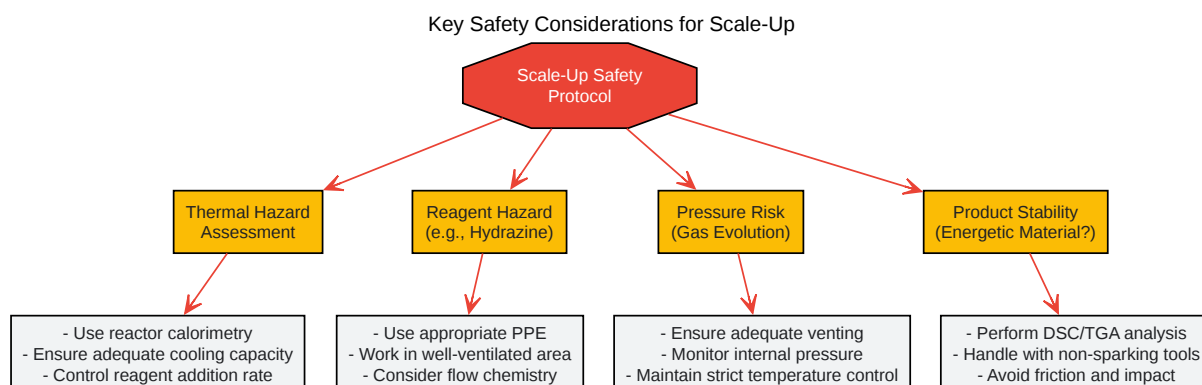 Key Safety Considerations for Scale-Up
Scale-Up Safety
Protocol
Thermal Hazard
Assessment
Reagent Hazard
(e.g., Hydrazine)
Pressure Risk
(Gas Evolution)
Product Stability
(Energetic Material?)
- Use reactor calorimetry
- Ensure adequate cooling capacity
- Control reagent addition rate
- Use appropriate PPE
- Work in well-ventilated area
- Consider flow chemistry
- Ensure adequate venting
- Monitor internal pressure
- Maintain strict temperature control
- Perform DSC/TGA analysis
- Handle with non-sparking tools
- Avoid friction and impact